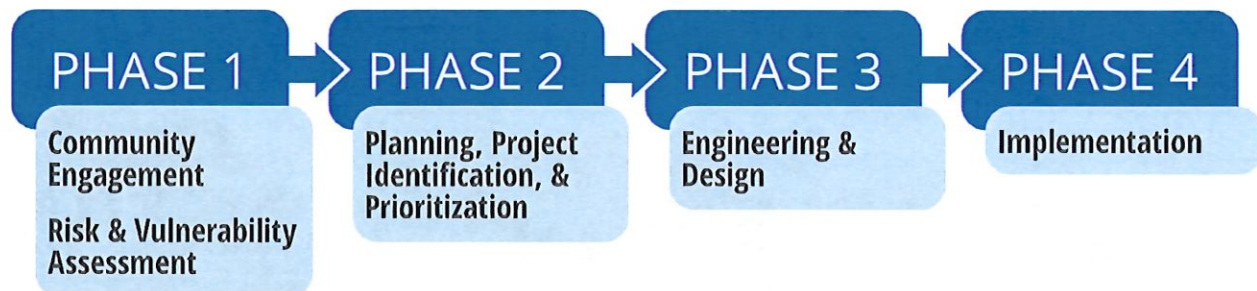 PHASE 1
Community
Engagement
Risk & Vulnerability
Assessment
PHASE 2
Planning, Project
Identification, &
Prioritization
PHASE 3
Engineering &
Design
PHASE 4
Implementation